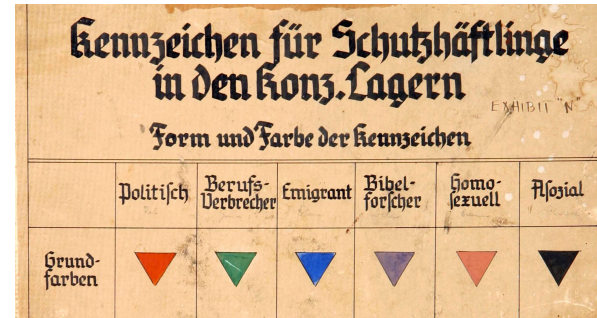 Kennzeichen für Schutzhäftlinge
in den Konz.Lagern
EXHIBIT "N"
Form und Farbe der Kennzeichen
Politisch Berufs- Emigrant Bibel- Homo- Asozial
Verbrecher forscher sexuell
Grund-
farben